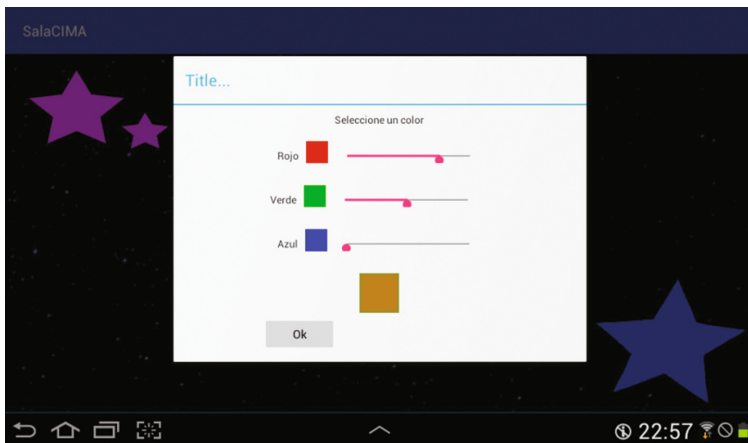 SalaCIMA
Title...
Seleccione un color
Rojo
Verde
Azul
Ok
22:57